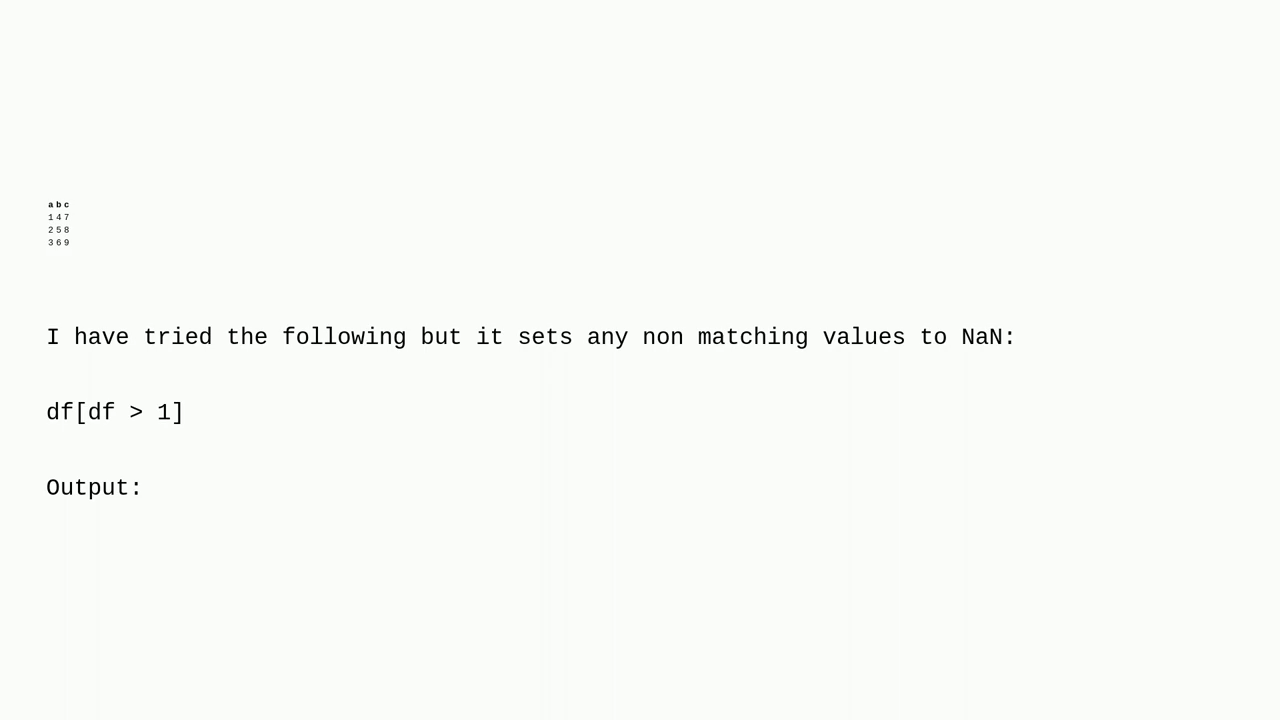 a b c
1 4 7
2 5 8
3 6 9
I have tried the following but it sets any non matching values to NaN:
df[df > 1]
Output: